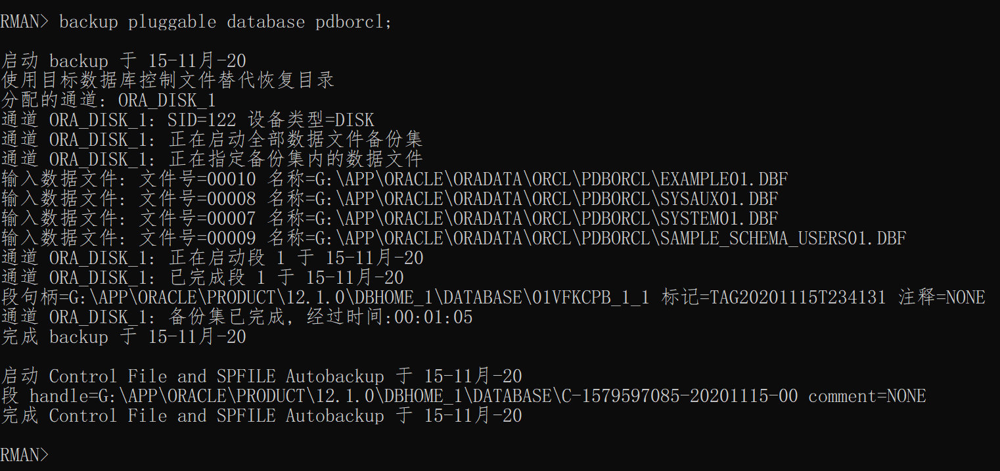 RMAN> backup pluggable database pdborcl;
启动 backup 于 15-11月-20
使用目标数据库控制文件替代恢复目录
分配的通道: ORA_DISK_1
通道 ORA_DISK_1: SID=122 设备类型=DISK
通道 ORA_DISK_1: 正在启动全部数据文件备份集
通道 ORA_DISK_1: 正在指定备份集内的数据文件
输入数据文件: 文件号=00010 名称=G:\APP\ORACLE\ORADATA\ORCL\PDBORCL\EXAMPLE01.DBF
输入数据文件: 文件号=00008 名称=G:\APP\ORACLE\ORADATA\ORCL\PDBORCL\SYSAUX01.DBF
输入数据文件: 文件号=00007 名称=G:\APP\ORACLE\ORADATA\ORCL\PDBORCL\SYSTEM01.DBF
输入数据文件: 文件号=00009 名称=G:\APP\ORACLE\ORADATA\ORCL\PDBORCL\SAMPLE_SCHEMA_USERS01.DBF
通道 ORA_DISK_1: 正在启动段 1 于 15-11月-20
通道 ORA_DISK_1: 已完成段 1 于 15-11月-20
段句柄=G:\APP\ORACLE\PRODUCT\12.1.0\DBHOME_1\DATABASE\01VFKCPB_1_1 标记=TAG20201115T234131 注释=NONE
通道 ORA_DISK_1: 备份集已完成, 经过时间:00:01:05
完成 backup 于 15-11月-20
启动 Control File and SPFILE Autobackup 于 15-11月-20
段 handle=G:\APP\ORACLE\PRODUCT\12.1.0\DBHOME_1\DATABASE\C-1579597085-20201115-00 comment=NONE
完成 Control File and SPFILE Autobackup 于 15-11月-20
RMAN>